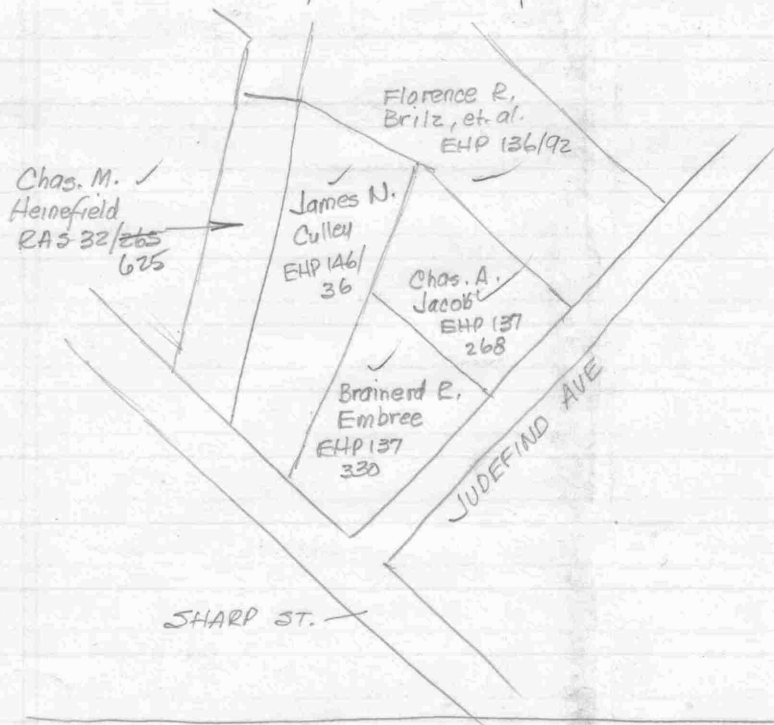 Florence R,
Brilz, et. al.
EHP 136/92
Chas. M.
Heinefield
RAS 32/265
625
James N.
Culley
EHP 146/
36
Chas. A.
Jacob
EHP 137
268
Brainerd R,
Embree
EHP 137
330
JUDEFIND AVE
SHARP ST.